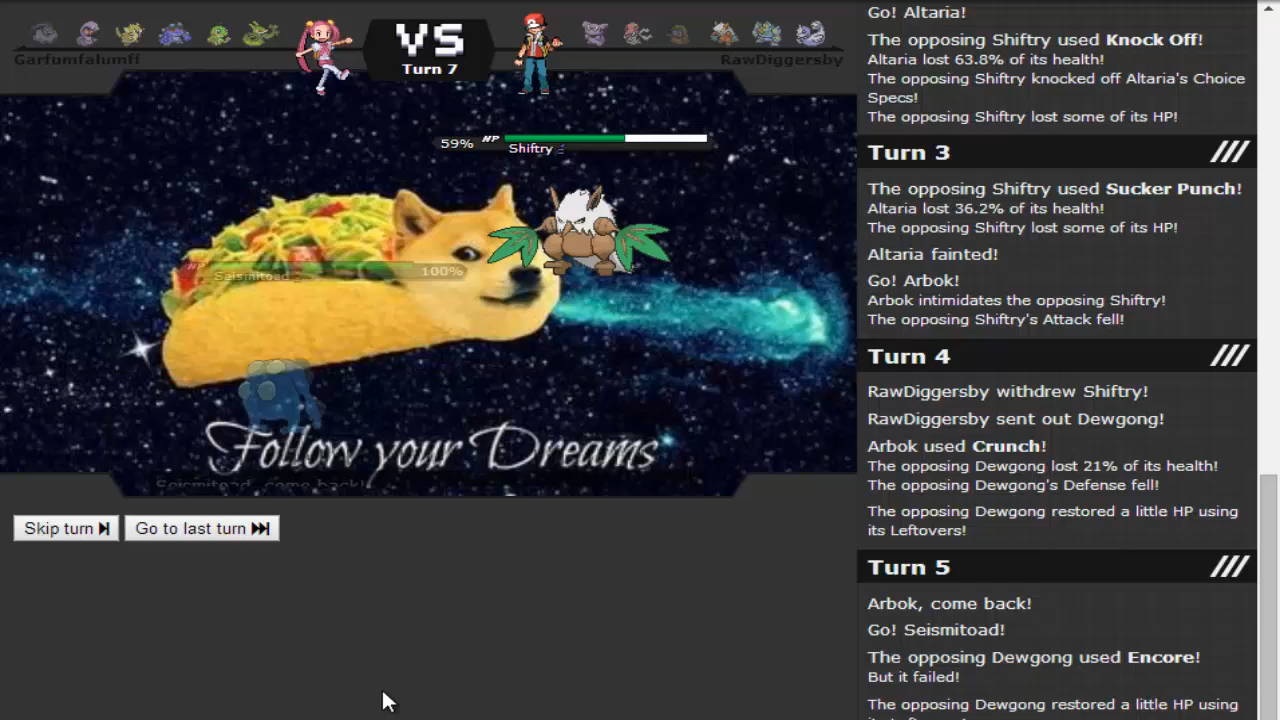 VS
Turn 7
Garfumfalumff
RawDiggersby
59% HP
Shiftry
HP
Seismitoad
100%
Follow your Dreams
Seismitoad, come back!
Skip turn
Go to last turn
Go! Altaria!
The opposing Shiftry used Knock Off!
Altaria lost 63.8% of its health!
The opposing Shiftry knocked off Altaria's Choice
Specs!
The opposing Shiftry lost some of its HP!
Turn 3
The opposing Shiftry used Sucker Punch!
Altaria lost 36.2% of its health!
The opposing Shiftry lost some of its HP!
Altaria fainted!
Go! Arbok!
Arbok intimidates the opposing Shiftry!
The opposing Shiftry's Attack fell!
Turn 4
RawDiggersby withdrew Shiftry!
RawDiggersby sent out Dewgong!
Arbok used Crunch!
The opposing Dewgong lost 21% of its health!
The opposing Dewgong's Defense fell!
The opposing Dewgong restored a little HP using
its Leftovers!
Turn 5
Arbok, come back!
Go! Seismitoad!
The opposing Dewgong used Encore!
But it failed!
The opposing Dewgong restored a little HP using
its Leftovers!